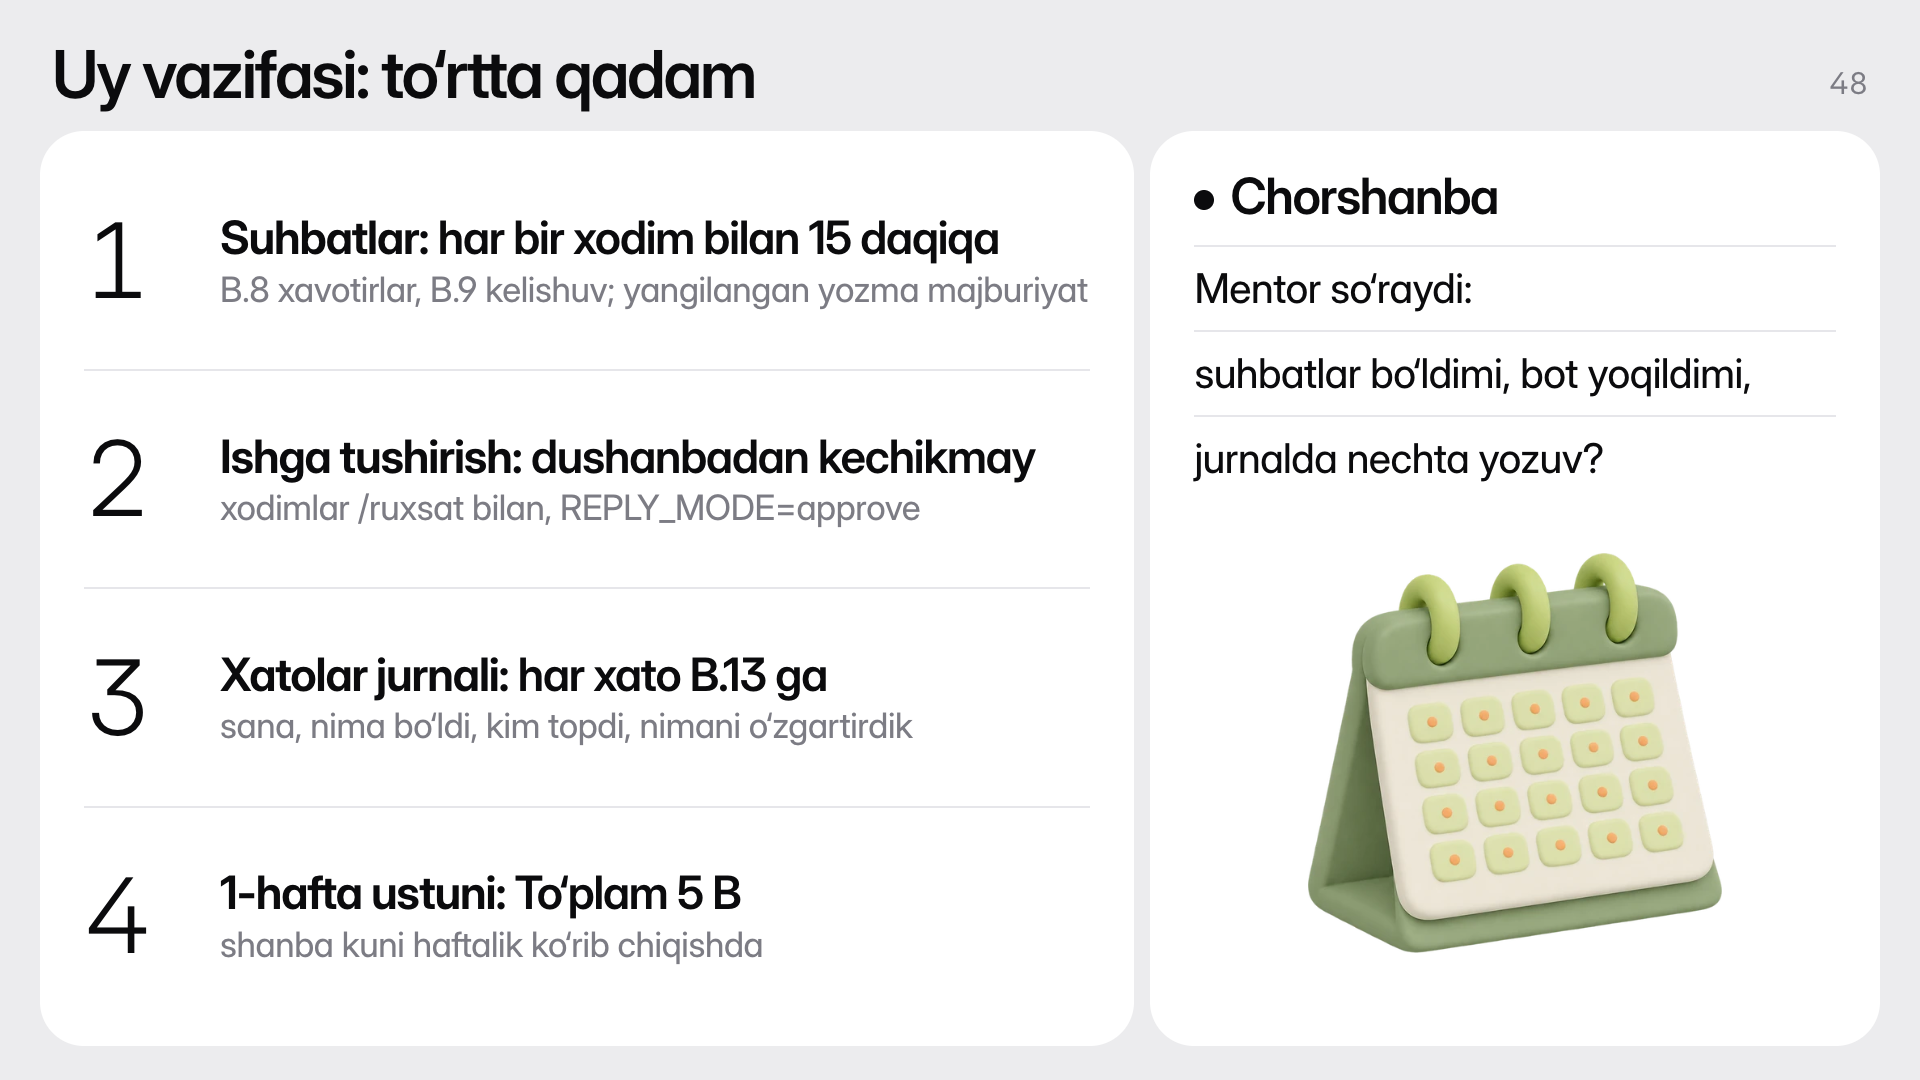 Uy vazifasi: to‘rtta qadam
48
1
Suhbatlar: har bir xodim bilan 15 daqiqa
B.8 xavotirlar, B.9 kelishuv; yangilangan yozma majburiyat
2
Ishga tushirish: dushanbadan kechikmay
xodimlar /ruxsat bilan, REPLY_MODE=approve
3
Xatolar jurnali: har xato B.13 ga
sana, nima bo‘ldi, kim topdi, nimani o‘zgartirdik
4
1-hafta ustuni: To‘plam 5 B
shanba kuni haftalik ko‘rib chiqishda
• Chorshanba
Mentor so‘raydi:
suhbatlar bo‘ldimi, bot yoqildimi,
jurnalda nechta yozuv?